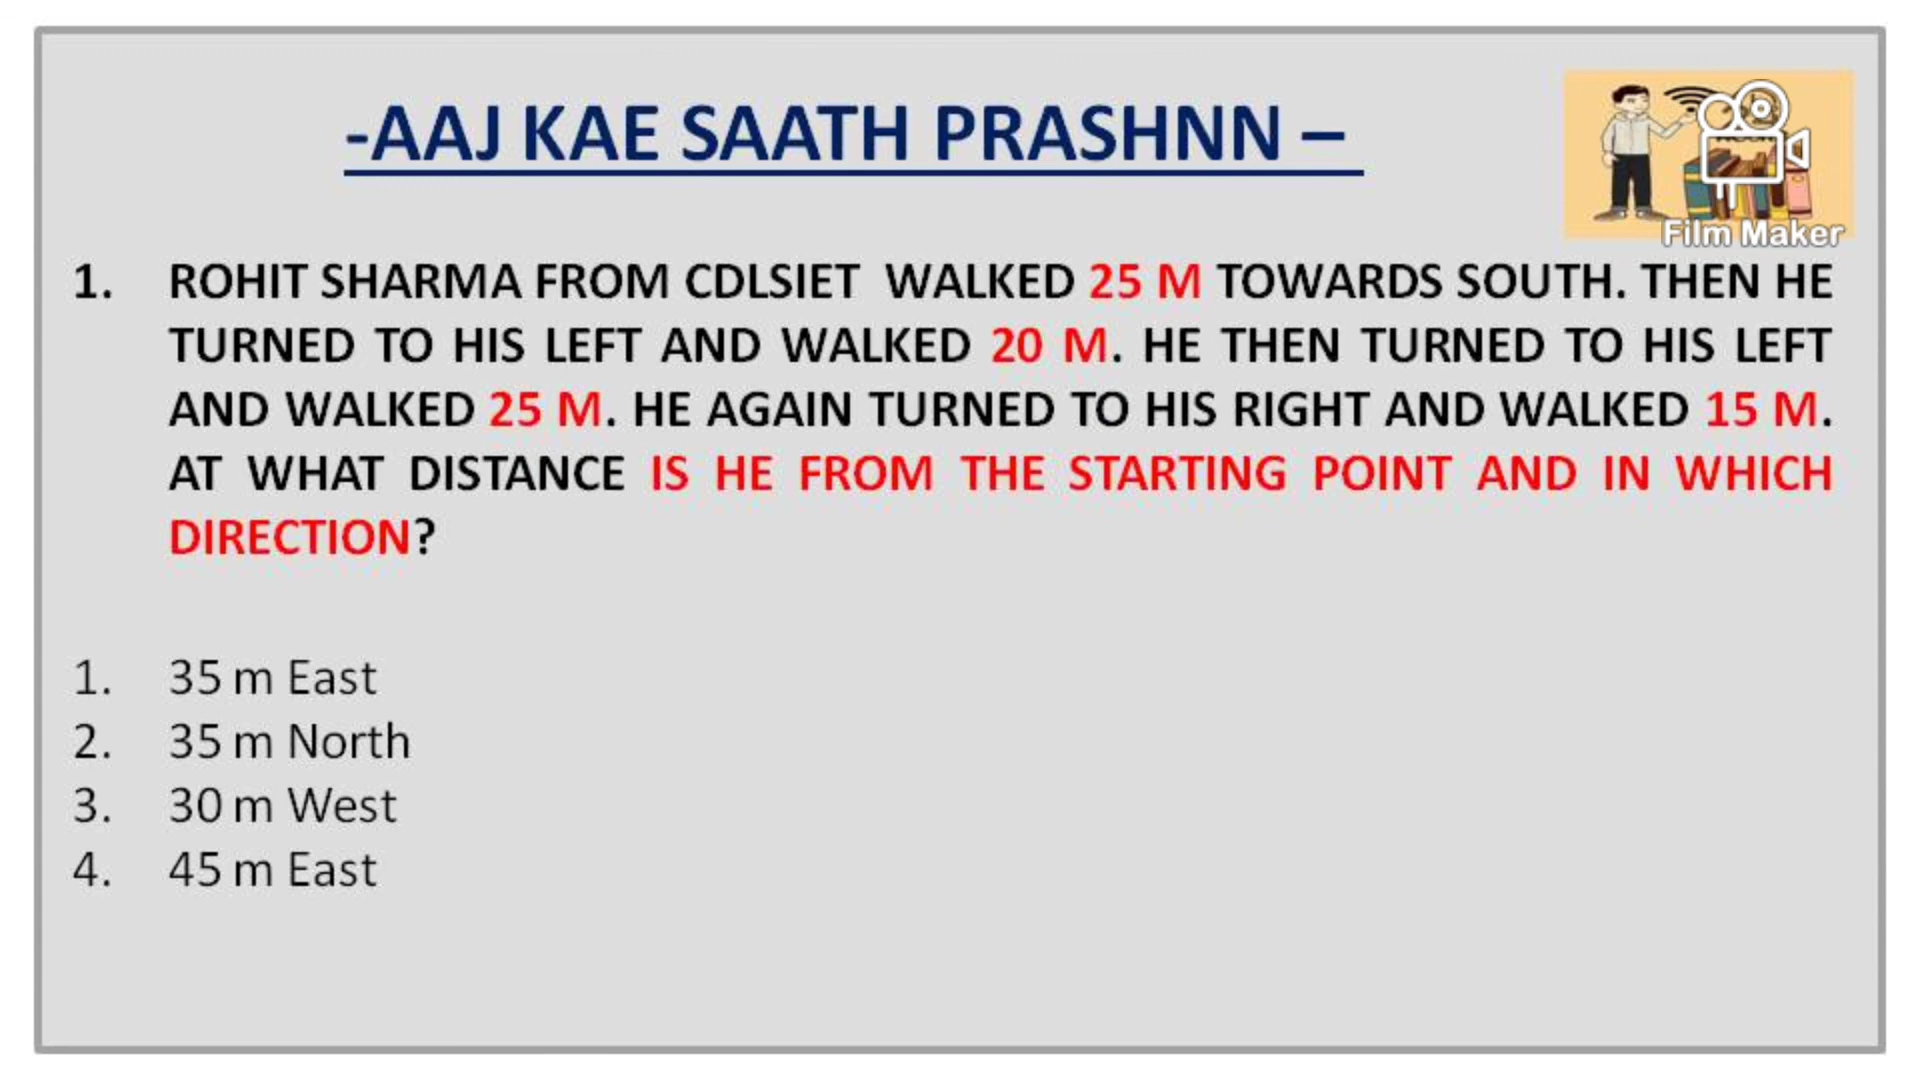 -AAJ KAE SAATH PRASHNN –
Film Maker
1. ROHIT SHARMA FROM CDLSIET WALKED 25 M TOWARDS SOUTH. THEN HE
TURNED TO HIS LEFT AND WALKED 20 M. HE THEN TURNED TO HIS LEFT
AND WALKED 25 M. HE AGAIN TURNED TO HIS RIGHT AND WALKED 15 M.
AT WHAT DISTANCE IS HE FROM THE STARTING POINT AND IN WHICH
DIRECTION?
1. 35 m East
2. 35 m North
3. 30 m West
4. 45 m East